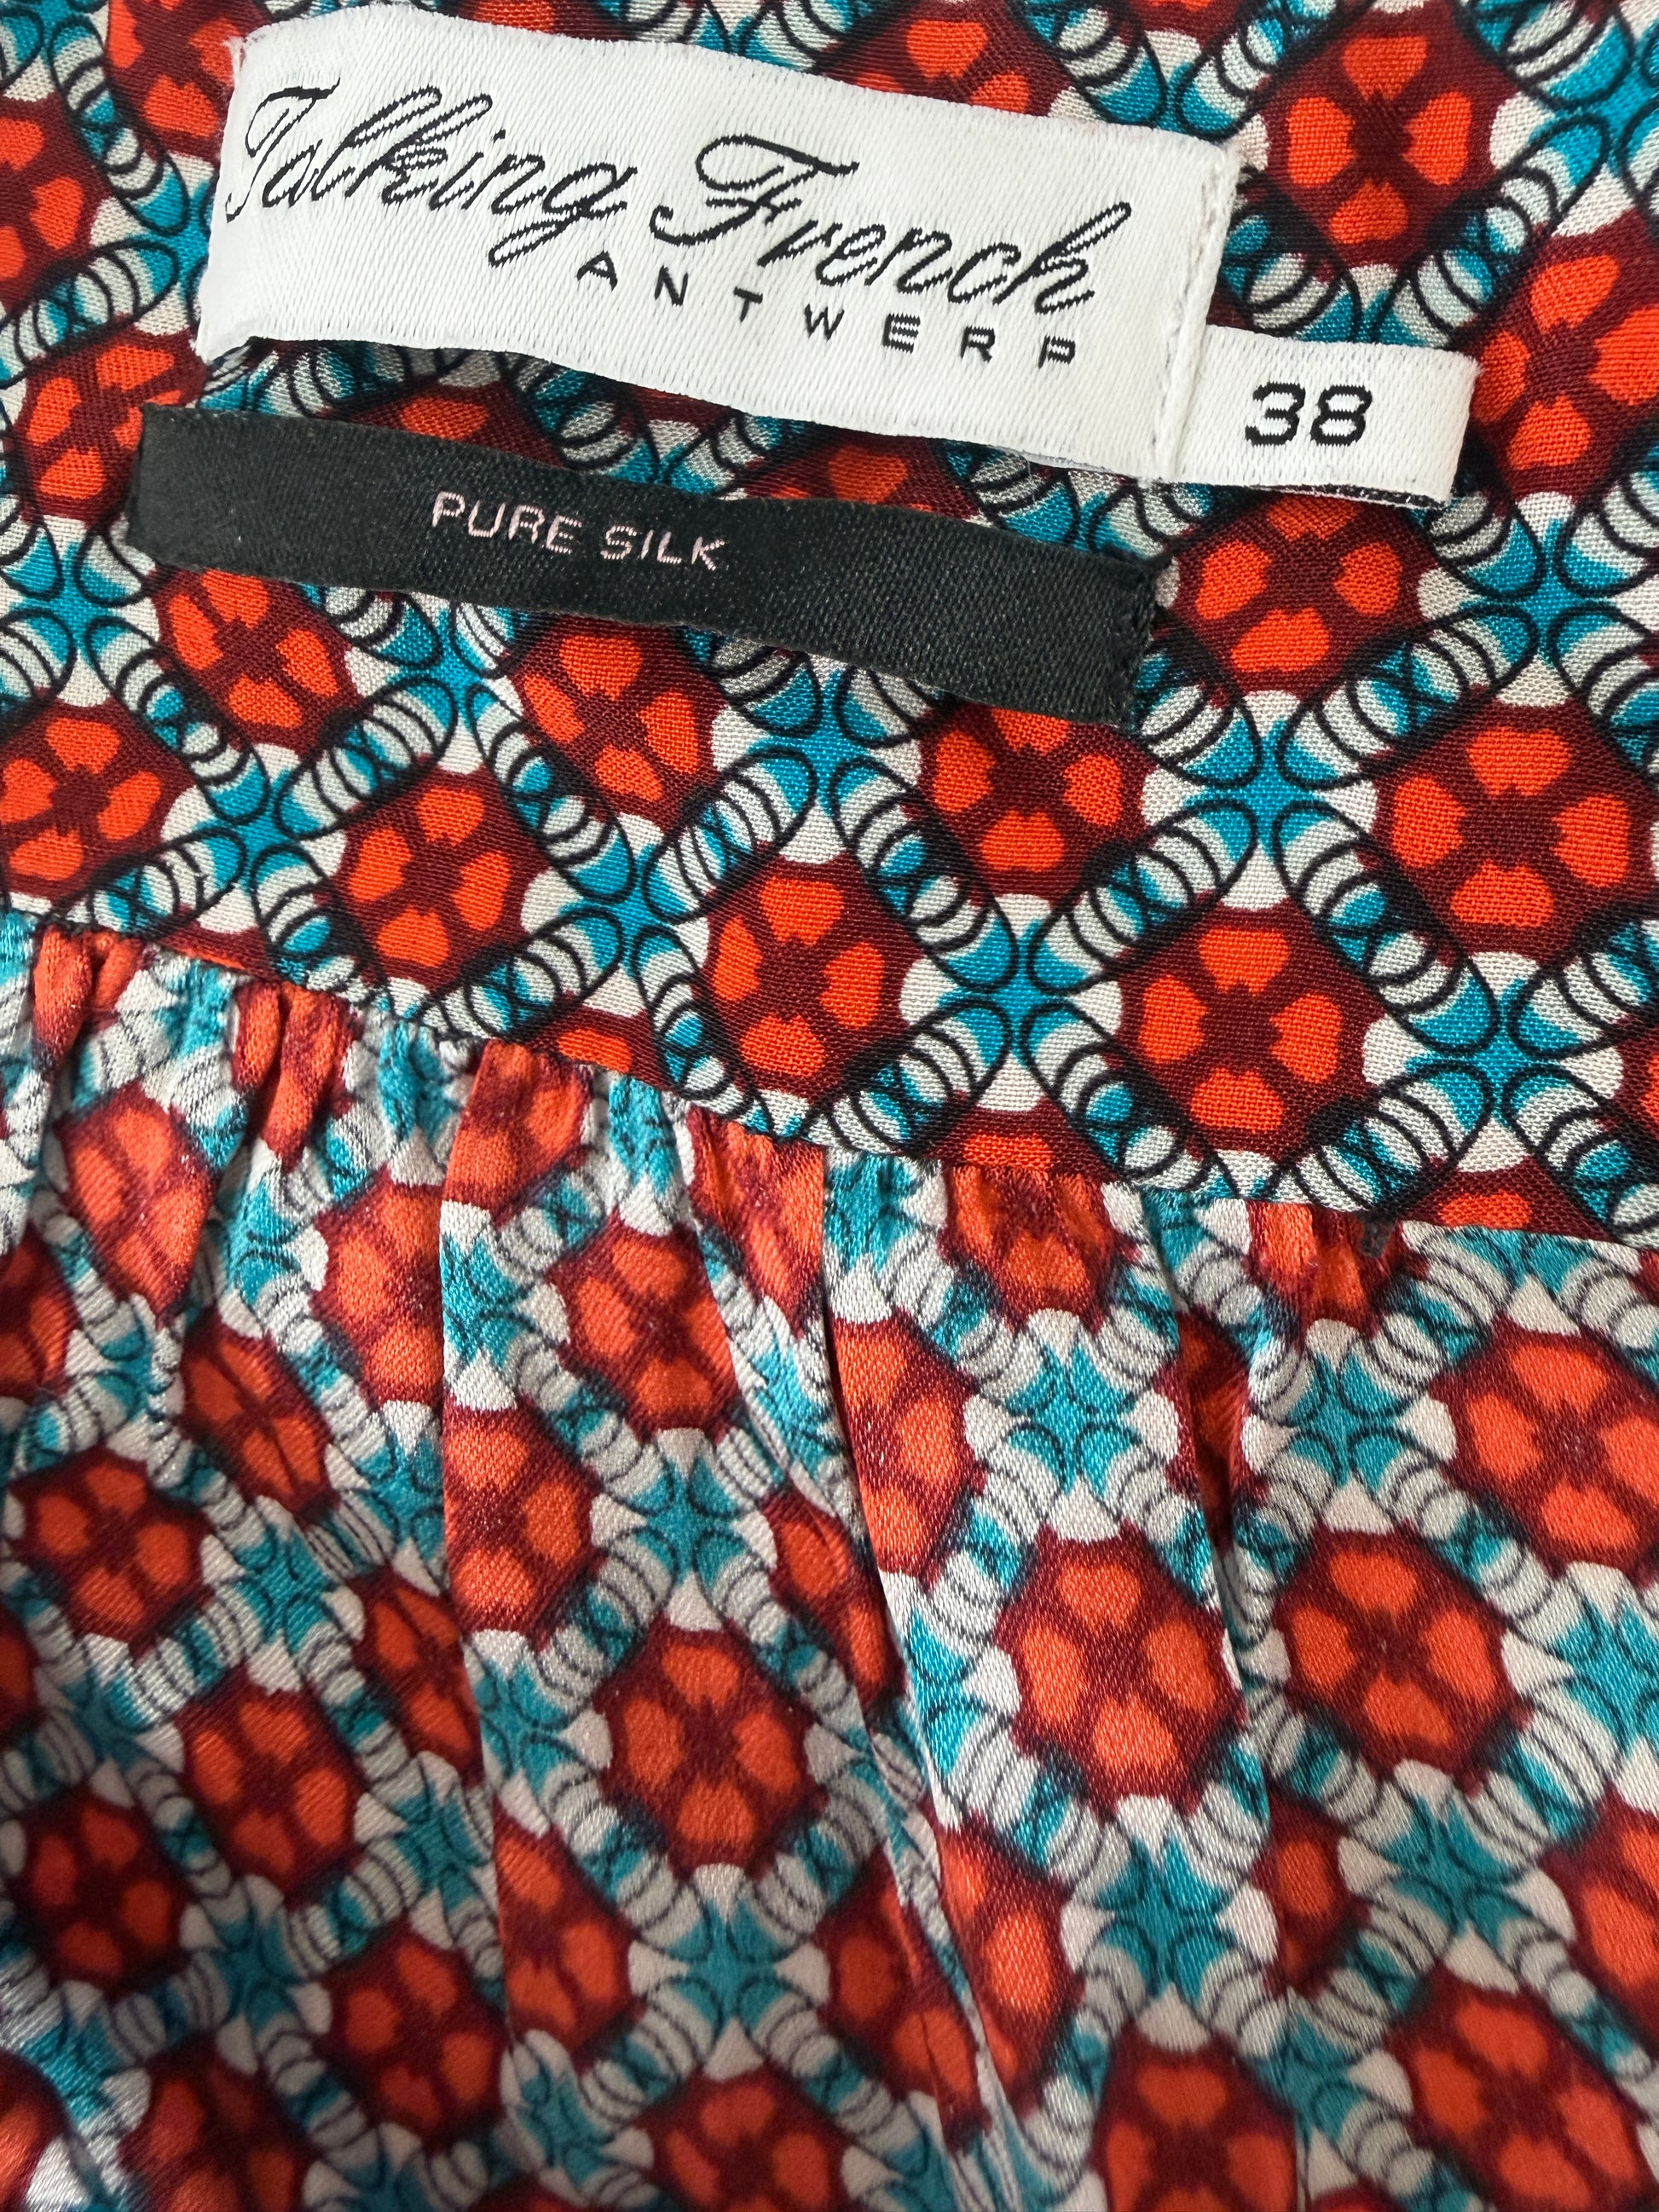 Talking French
ANTWERP
38
PURE SILK